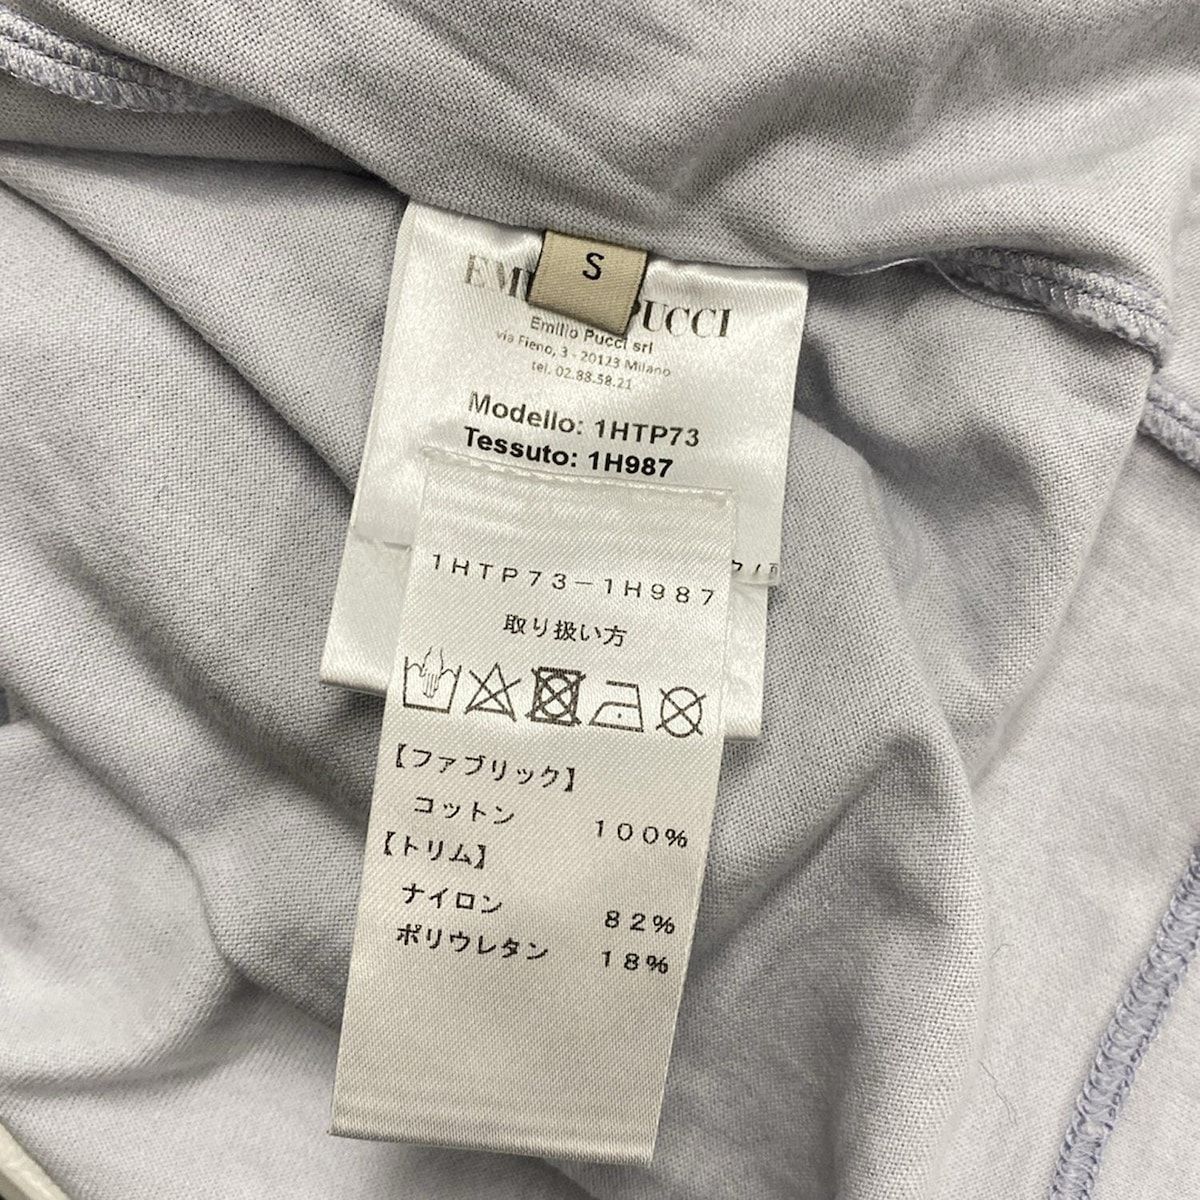 S
PUCCI
Emilio Pucci srl
via Fieno, 3 - 20123 Milano
tel. 02.88.58.21
Modello: 1HTP73
Tessuto: 1H987
1HTP73-1H987
取り扱い方
【ファブリック】
コットン 100%
【トリム】
ナイロン 82%
ポリウレタン 18%